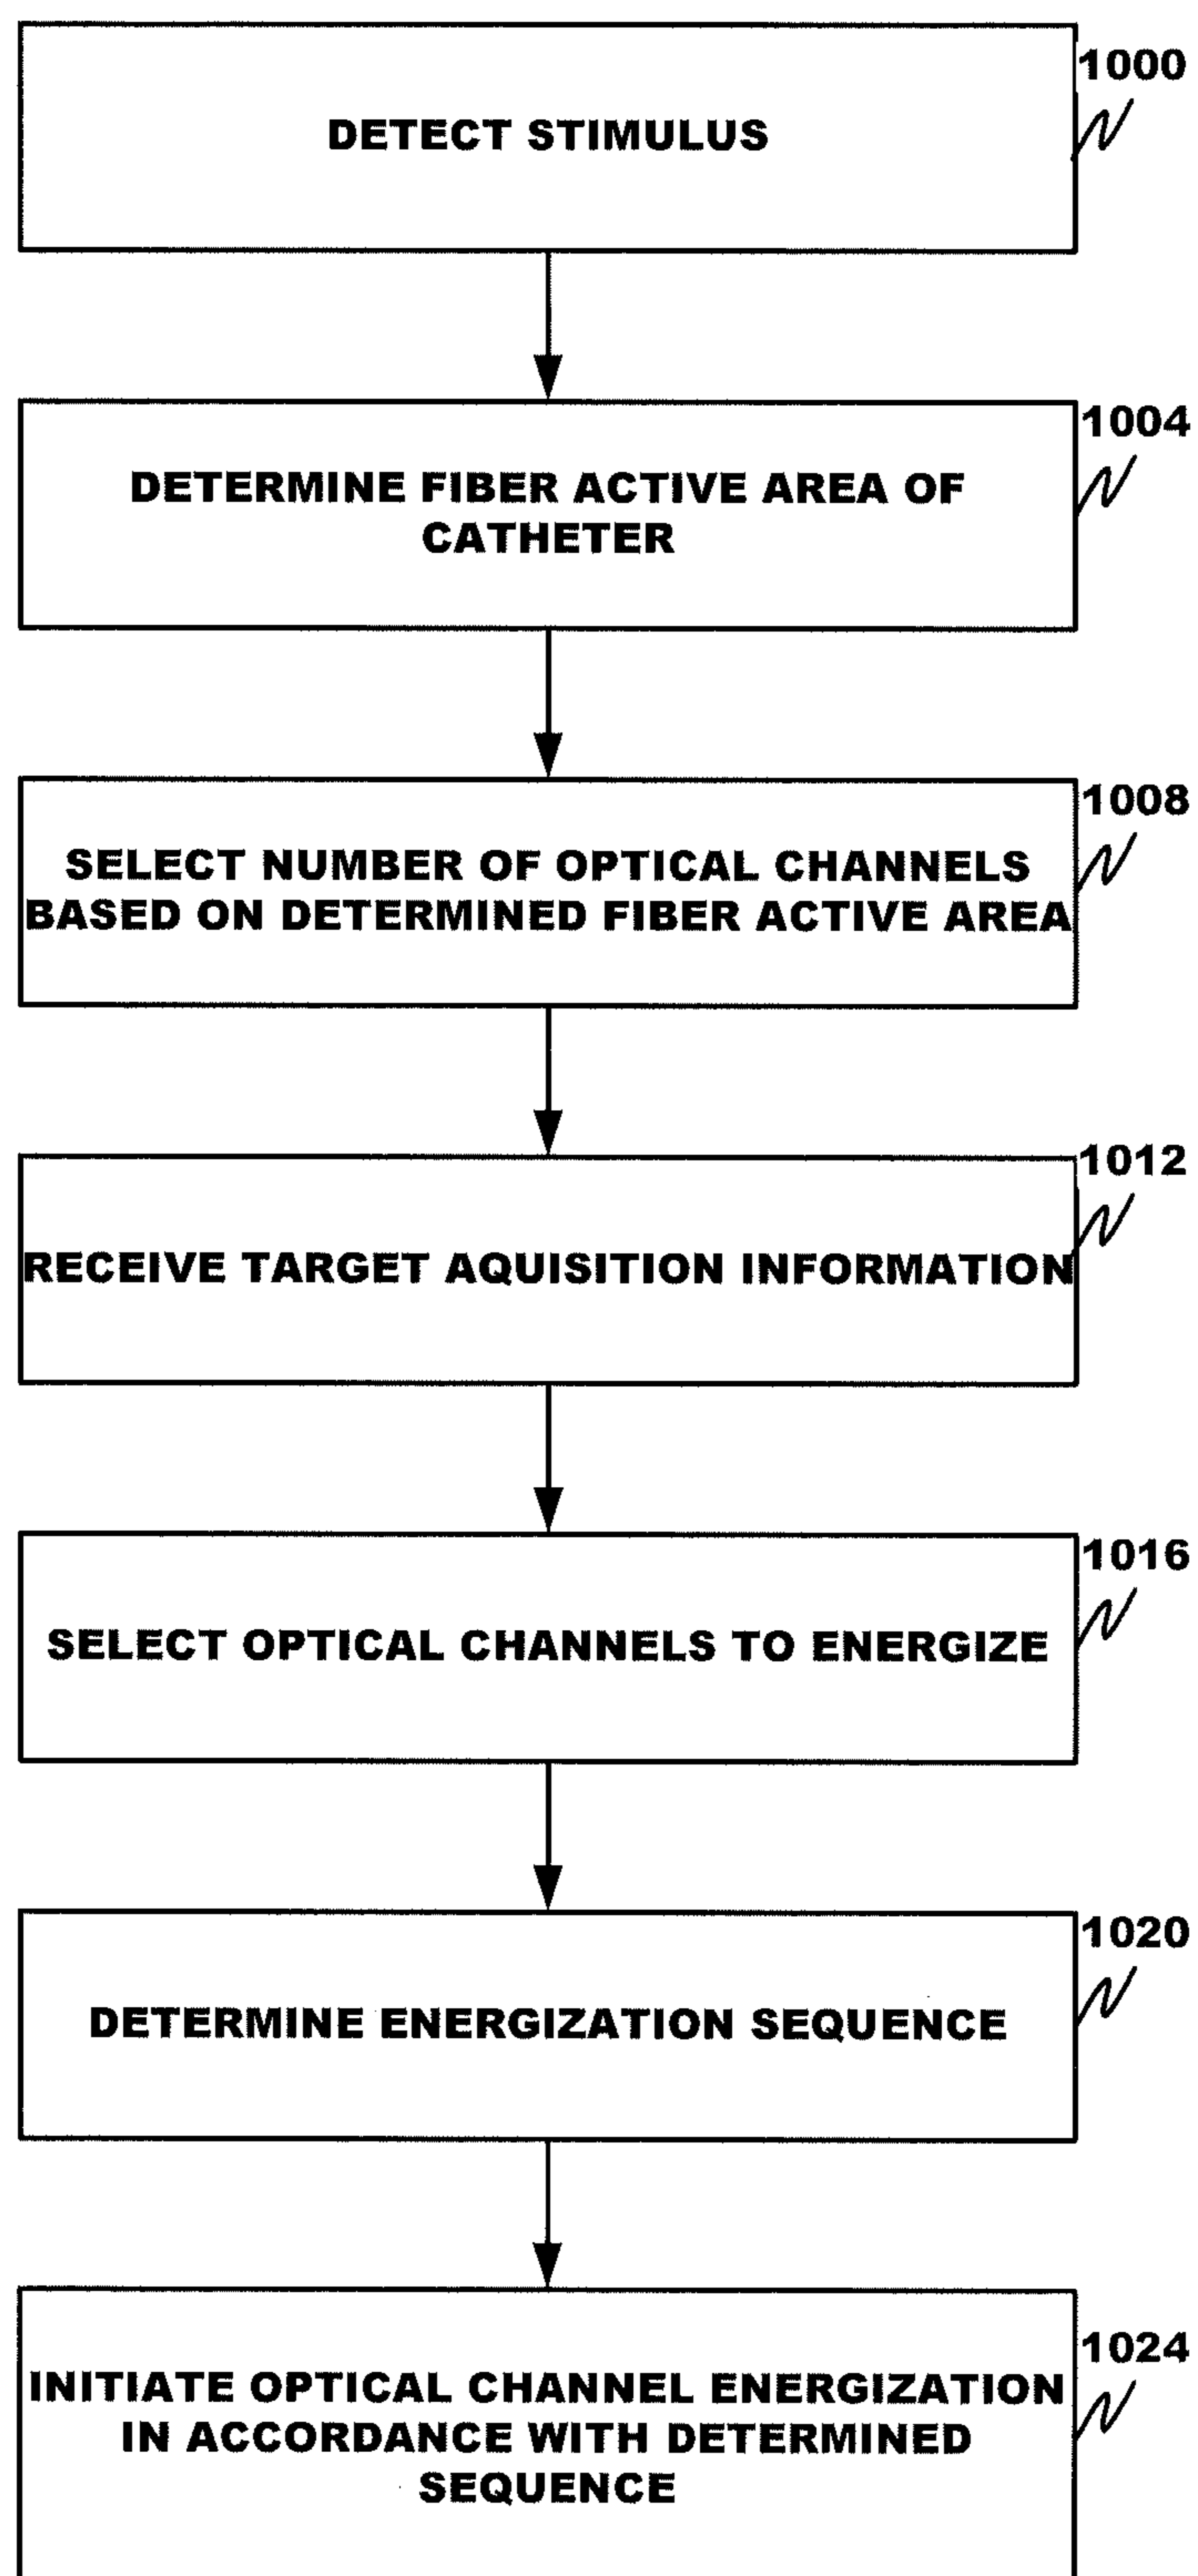 1000
DETECT STIMULUS
1004
DETERMINE FIBER ACTIVE AREA OF
CATHETER
1008
SELECT NUMBER OF OPTICAL CHANNELS
BASED ON DETERMINED FIBER ACTIVE AREA
1012
RECEIVE TARGET AQUISITION INFORMATION
1016
SELECT OPTICAL CHANNELS TO ENERGIZE
1020
DETERMINE ENERGIZATION SEQUENCE
1024
INITIATE OPTICAL CHANNEL ENERGIZATION
IN ACCORDANCE WITH DETERMINED
SEQUENCE